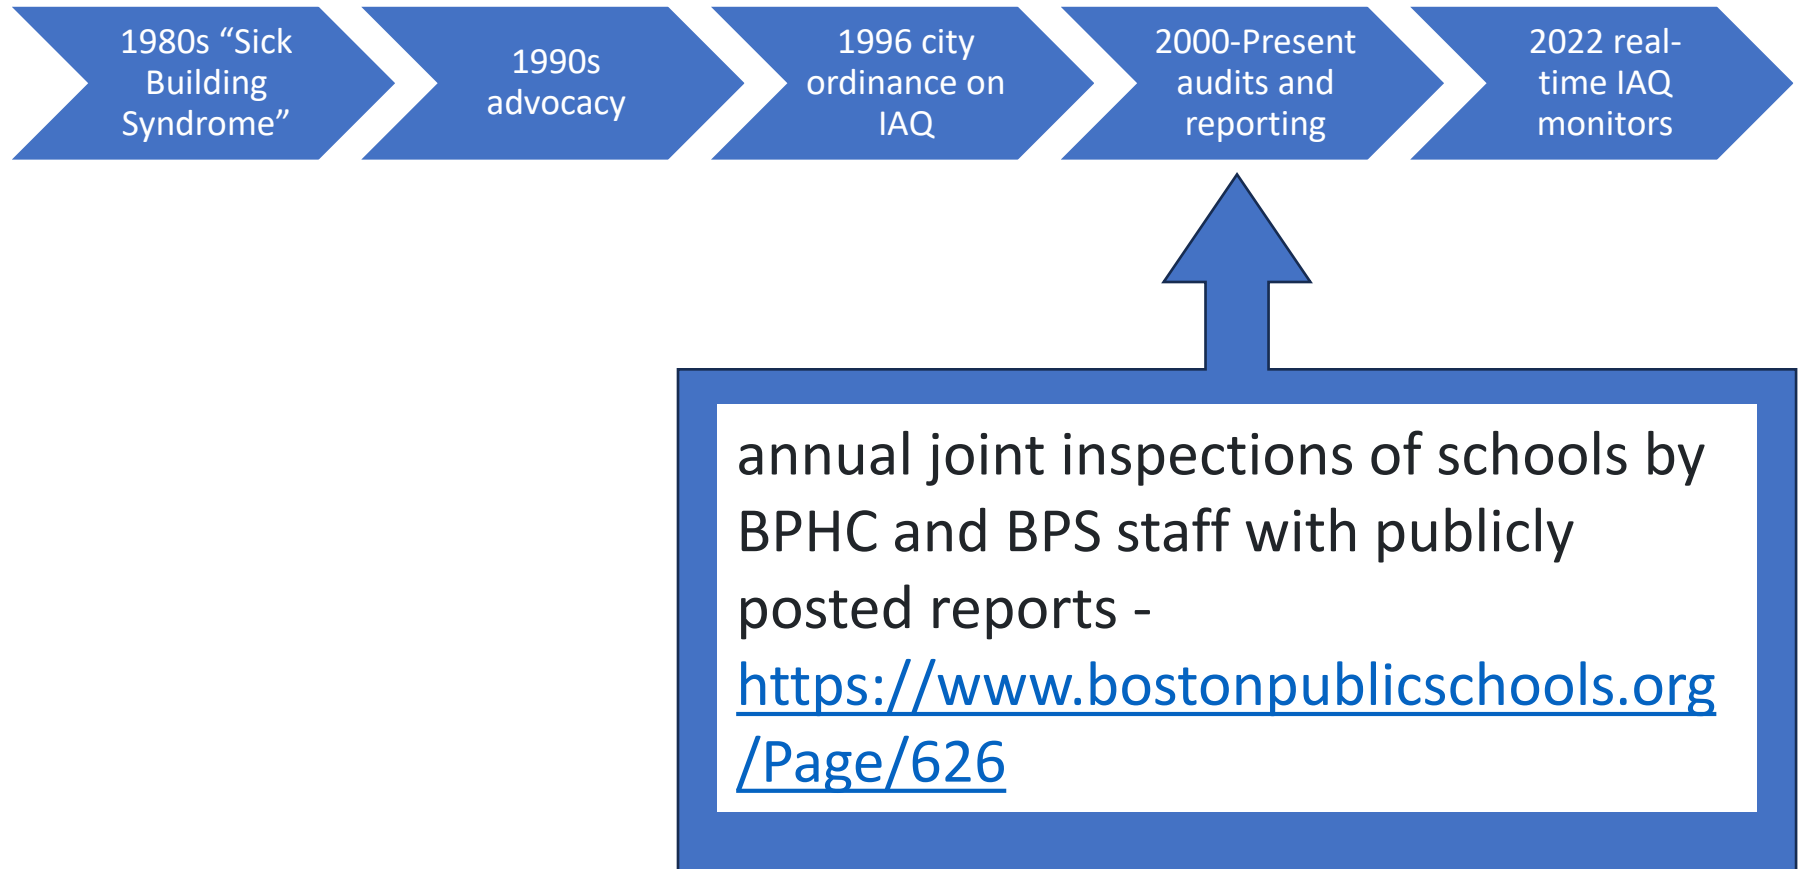 1980s “Sick
Building
Syndrome”
1990s
advocacy
1996 city
ordinance on
IAQ
2000-Present
audits and
reporting
2022 real-
time IAQ
monitors
annual joint inspections of schools by
BPHC and BPS staff with publicly
posted reports -
https://www.bostonpublicschools.org
/Page/626